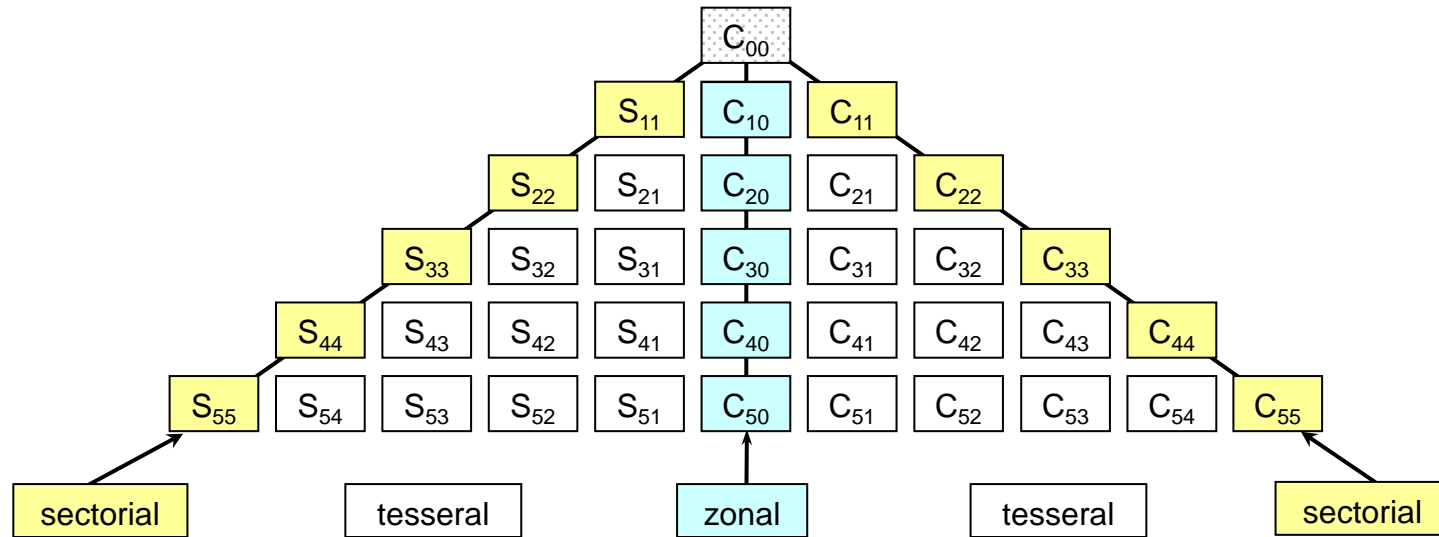 C₀₀
S₁₁ C₁₀ C₁₁
S₂₂ S₂₁ C₂₀ C₂₁ C₂₂
S₃₃ S₃₂ S₃₁ C₃₀ C₃₁ C₃₂ C₃₃
S₄₄ S₄₃ S₄₂ S₄₁ C₄₀ C₄₁ C₄₂ C₄₃ C₄₄
S₅₅ S₅₄ S₅₃ S₅₂ S₅₁ C₅₀ C₅₁ C₅₂ C₅₃ C₅₄ C₅₅
sectorial tesseral zonal tesseral sectorial